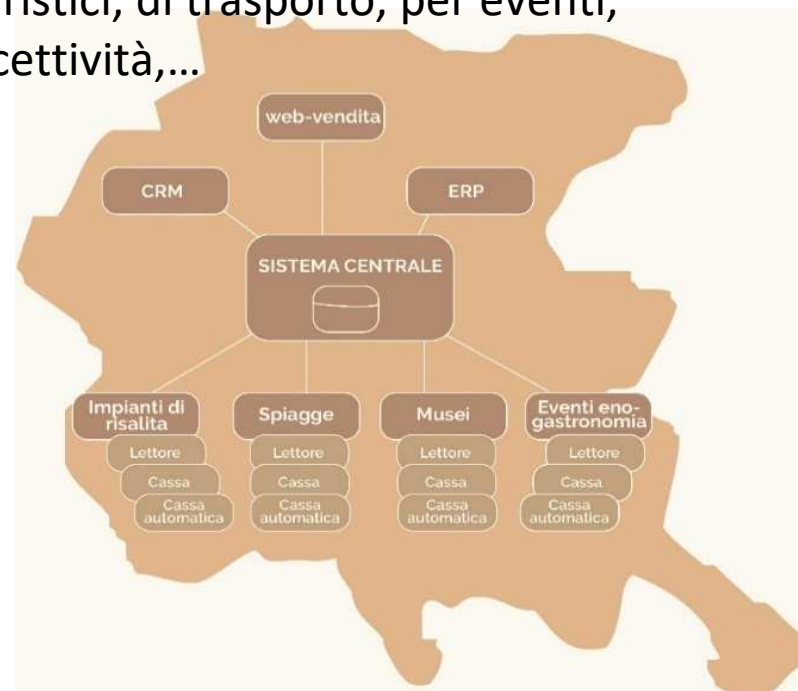 ristici, di trasporto, per eventi,
cettività,...
web-vendita
CRM
ERP
SISTEMA CENTRALE
Impianti di
risalita
Spiagge
Musei
Eventi eno-
gastronomia
Lettore
Lettore
Lettore
Lettore
Cassa
Cassa
Cassa
Cassa
Cassa
automatica
Cassa
automatica
Cassa
automatica
Cassa
automatica